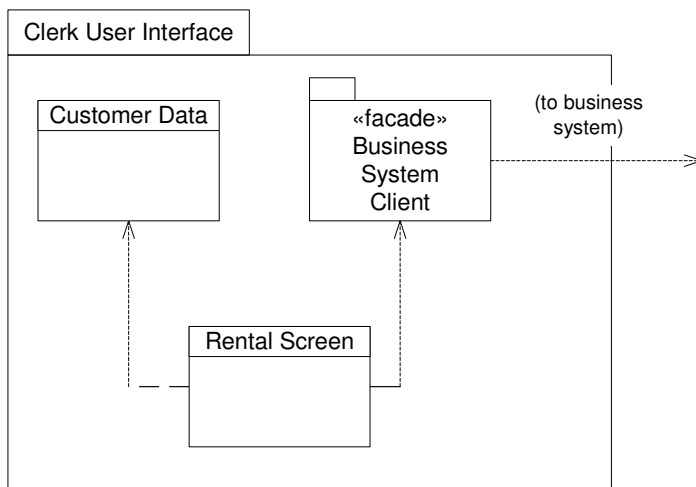 Clerk User Interface
Customer Data
«facade»
Business
System
Client
(to business
system)
Rental Screen